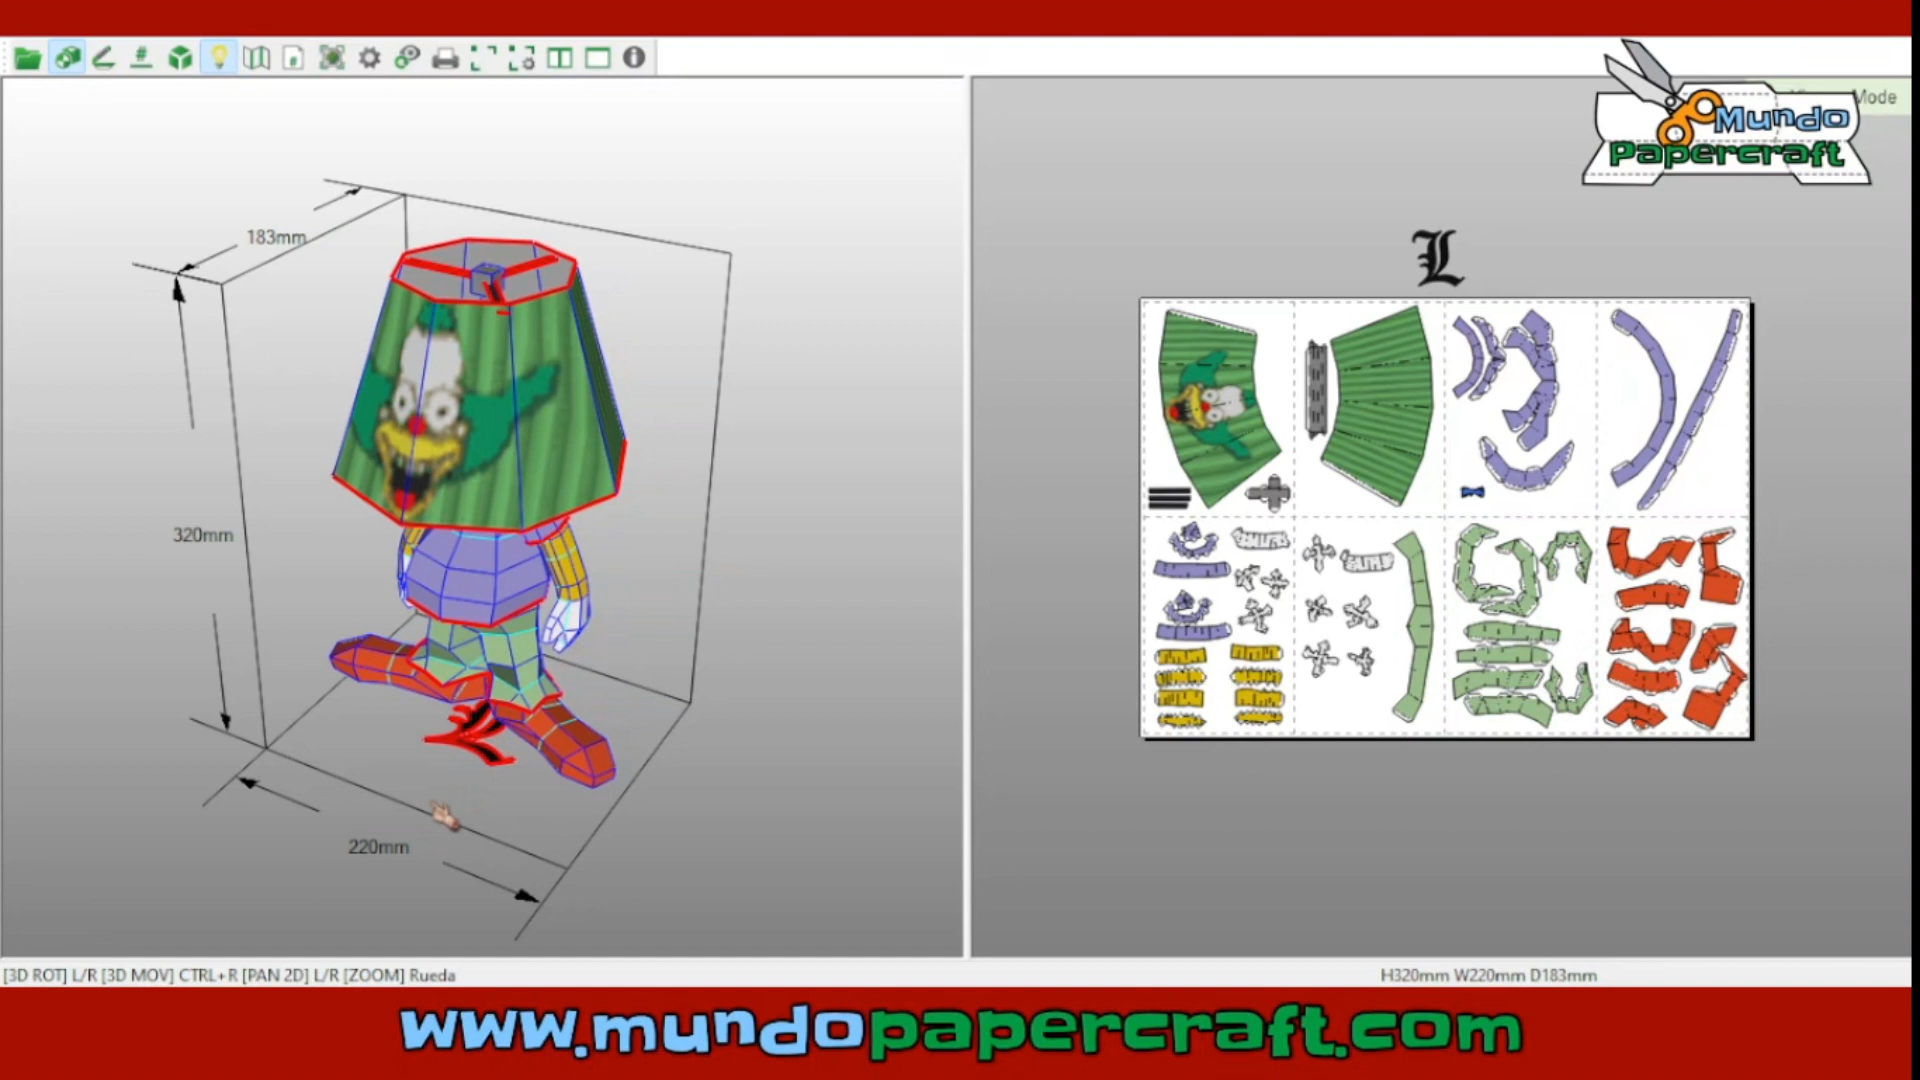 Mundo
Papercraft
Mode
183mm
320mm
220mm
L
[3D ROT] L/R [3D MOV] CTRL+R [PAN 2D] L/R [ZOOM] Rueda
H320mm W220mm D183mm
www.mundopapercraft.com